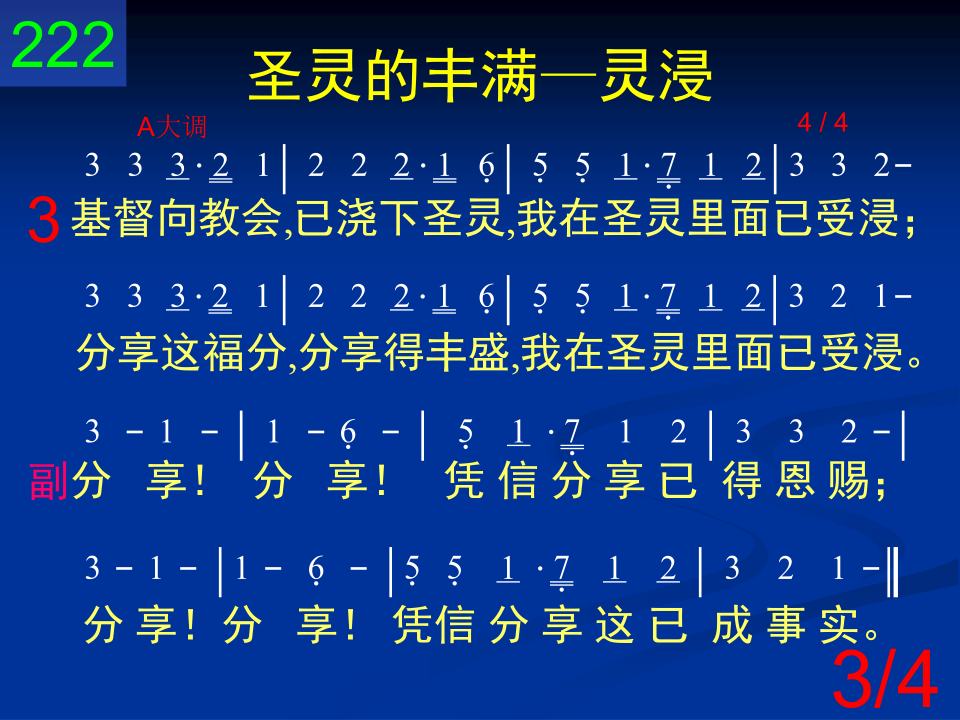 222
圣灵的丰满—灵浸
A大调 4 / 4
3 3 3·2 1 | 2 2 2·1 6̣ | 5̣ 5̣ 1·7̣ 1 2 | 3 3 2 -
3 基督向教会,已浇下圣灵,我在圣灵里面已受浸；
3 3 3·2 1 | 2 2 2·1 6̣ | 5̣ 5̣ 1·7̣ 1 2 | 3 2 1 -
分享这福分,分享得丰盛,我在圣灵里面已受浸。
3 - 1 - | 1 - 6̣ - | 5̣ 1·7̣ 1 2 | 3 3 2 - |
副 分 享！ 分 享！ 凭 信 分 享 已 得 恩 赐；
3 - 1 - | 1 - 6̣ - | 5̣ 5̣ 1·7̣ 1 2 | 3 2 1 - ‖
分 享！ 分 享！ 凭信 分 享 这 已 成 事 实。
3/4